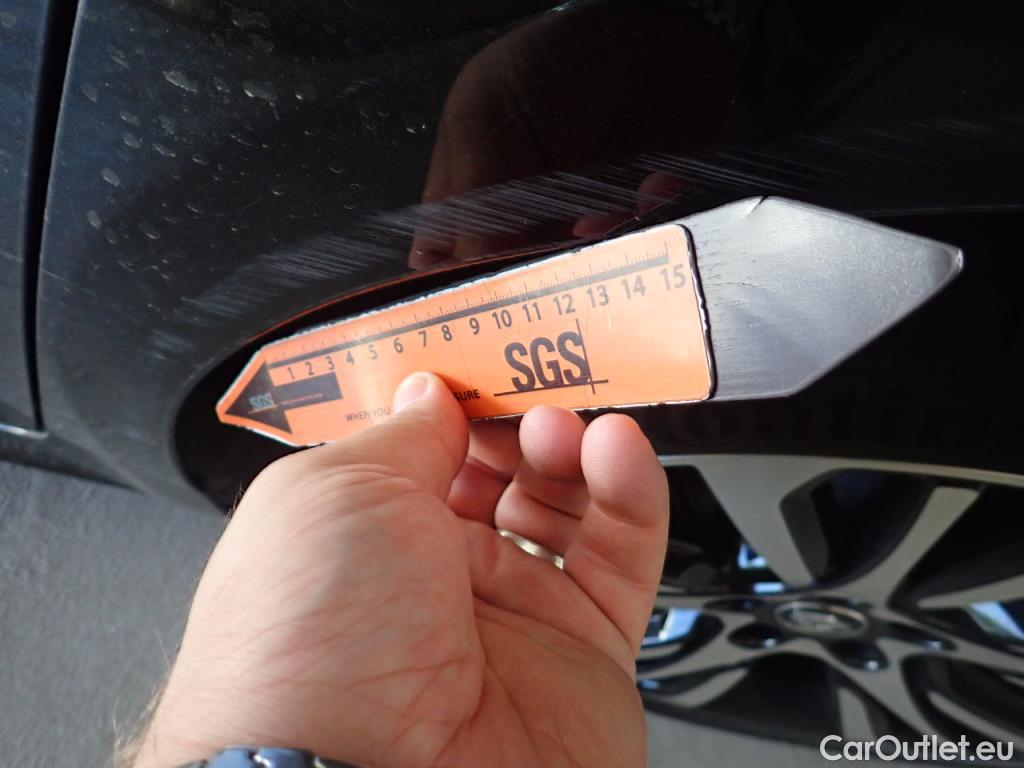 1 2 3 4 5 6 7 8 9 10 11 12 13 14 15
SGS
SGS
WHEN YOU
SURE
CarOutlet.eu